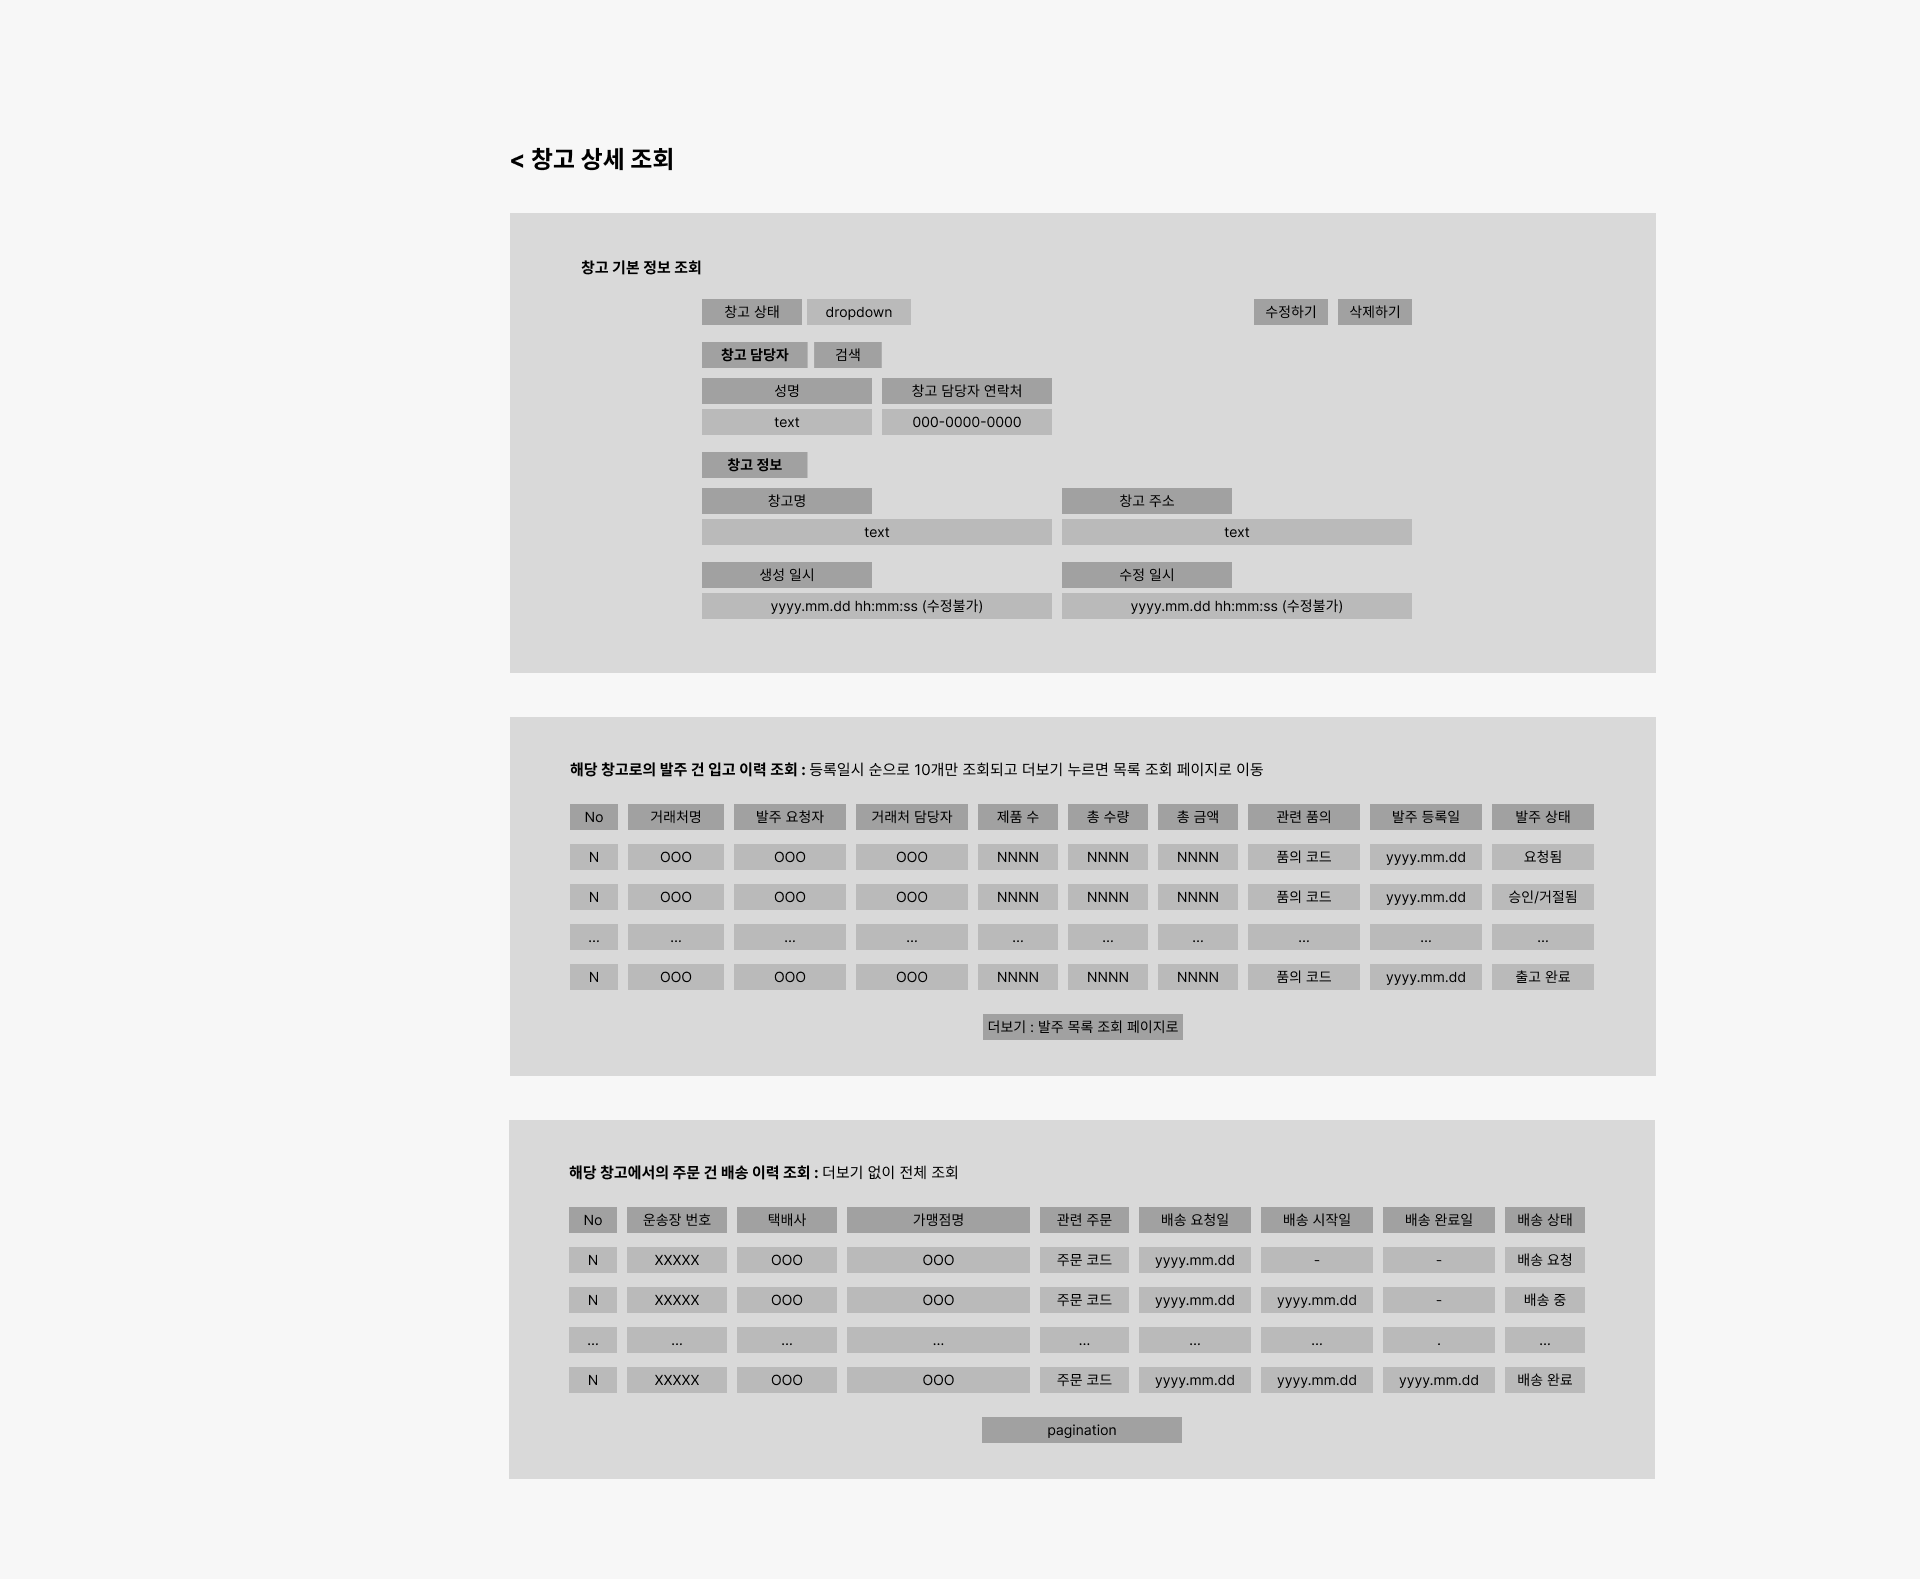 < 창고 상세 조회
창고 기본 정보 조회
창고 상태 dropdown 수정하기 삭제하기
창고 담당자 검색
성명 창고 담당자 연락처
text 000-0000-0000
창고 정보
창고명 창고 주소
text text
생성 일시 수정 일시
yyyy.mm.dd hh:mm:ss (수정불가) yyyy.mm.dd hh:mm:ss (수정불가)
해당 창고로의 발주 건 입고 이력 조회 : 등록일시 순으로 10개만 조회되고 더보기 누르면 목록 조회 페이지로 이동
No 거래처명 발주 요청자 거래처 담당자 제품 수 총 수량 총 금액 관련 품의 발주 등록일 발주 상태
N OOO OOO OOO NNNN NNNN NNNN 품의 코드 yyyy.mm.dd 요청됨
N OOO OOO OOO NNNN NNNN NNNN 품의 코드 yyyy.mm.dd 승인/거절됨
... ... ... ... ... ... ... ... ... ...
N OOO OOO OOO NNNN NNNN NNNN 품의 코드 yyyy.mm.dd 출고 완료
더보기 : 발주 목록 조회 페이지로
해당 창고에서의 주문 건 배송 이력 조회 : 더보기 없이 전체 조회
No 운송장 번호 택배사 가맹점명 관련 주문 배송 요청일 배송 시작일 배송 완료일 배송 상태
N XXXXX OOO OOO 주문 코드 yyyy.mm.dd - - 배송 요청
N XXXXX OOO OOO 주문 코드 yyyy.mm.dd yyyy.mm.dd - 배송 중
... ... ... ... ... ... ... . ...
N XXXXX OOO OOO 주문 코드 yyyy.mm.dd yyyy.mm.dd yyyy.mm.dd 배송 완료
pagination